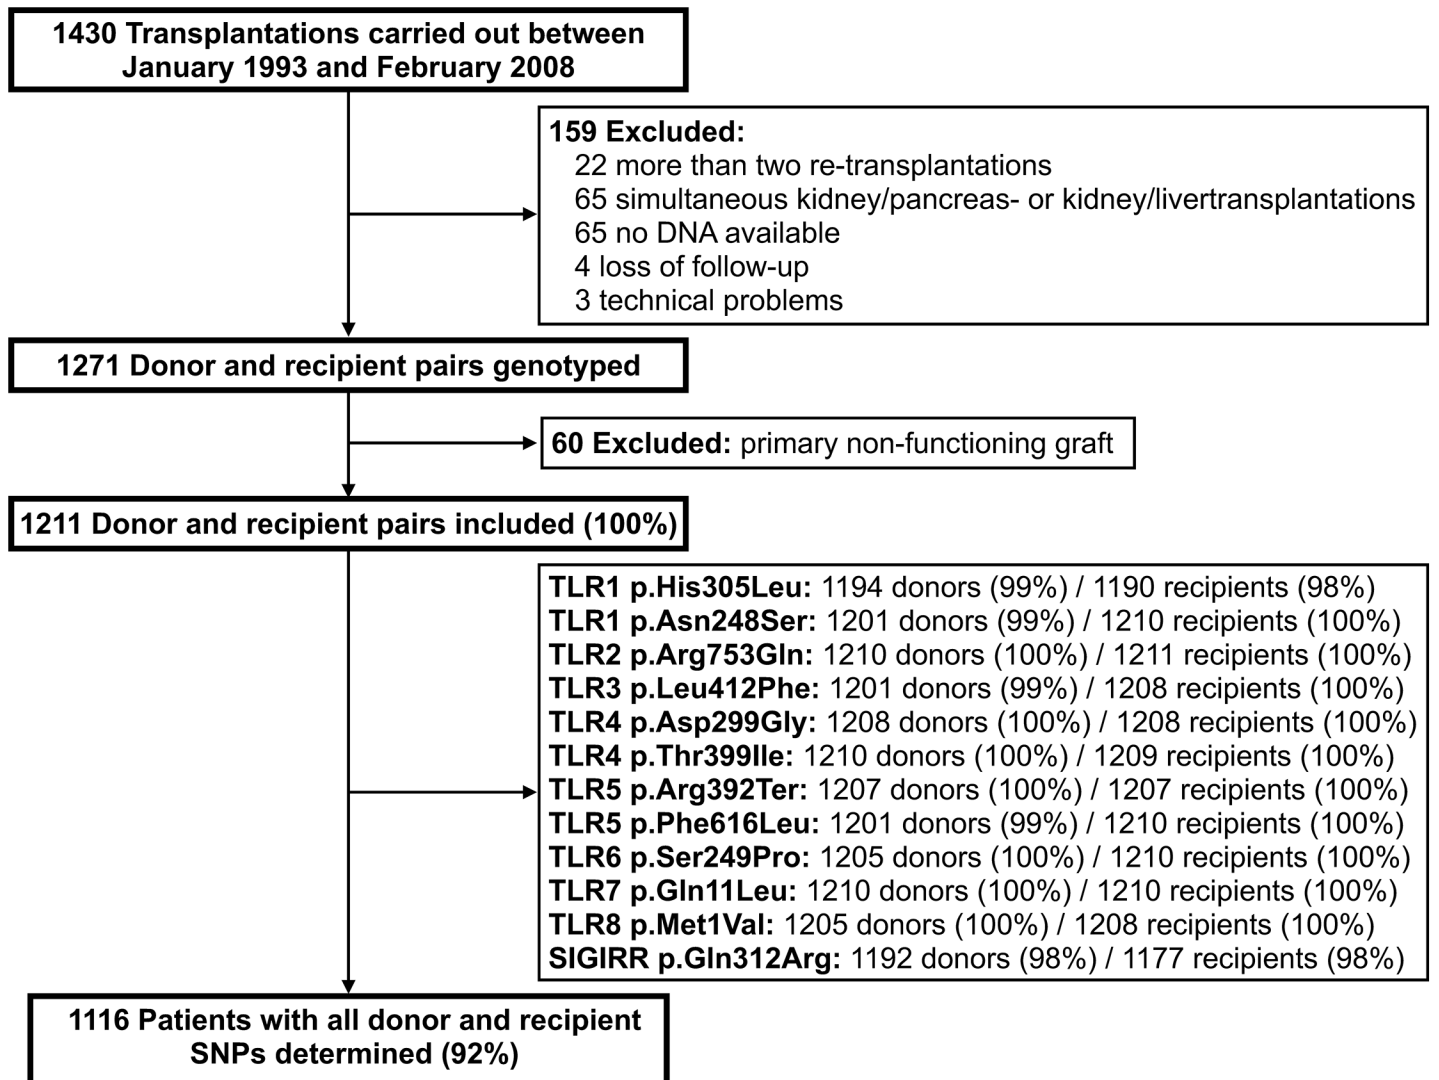 1430 Transplantations carried out between
January 1993 and February 2008
159 Excluded:
22 more than two re-transplantations
65 simultaneous kidney/pancreas- or kidney/livertransplantations
65 no DNA available
4 loss of follow-up
3 technical problems
1271 Donor and recipient pairs genotyped
60 Excluded: primary non-functioning graft
1211 Donor and recipient pairs included (100%)
TLR1 p.His305Leu: 1194 donors (99%) / 1190 recipients (98%)
TLR1 p.Asn248Ser: 1201 donors (99%) / 1210 recipients (100%)
TLR2 p.Arg753Gln: 1210 donors (100%) / 1211 recipients (100%)
TLR3 p.Leu412Phe: 1201 donors (99%) / 1208 recipients (100%)
TLR4 p.Asp299Gly: 1208 donors (100%) / 1208 recipients (100%)
TLR4 p.Thr399Ile: 1210 donors (100%) / 1209 recipients (100%)
TLR5 p.Arg392Ter: 1207 donors (100%) / 1207 recipients (100%)
TLR5 p.Phe616Leu: 1201 donors (99%) / 1210 recipients (100%)
TLR6 p.Ser249Pro: 1205 donors (100%) / 1210 recipients (100%)
TLR7 p.Gln11Leu: 1210 donors (100%) / 1210 recipients (100%)
TLR8 p.Met1Val: 1205 donors (100%) / 1208 recipients (100%)
SIGIRR p.Gln312Arg: 1192 donors (98%) / 1177 recipients (98%)
1116 Patients with all donor and recipient
SNPs determined (92%)